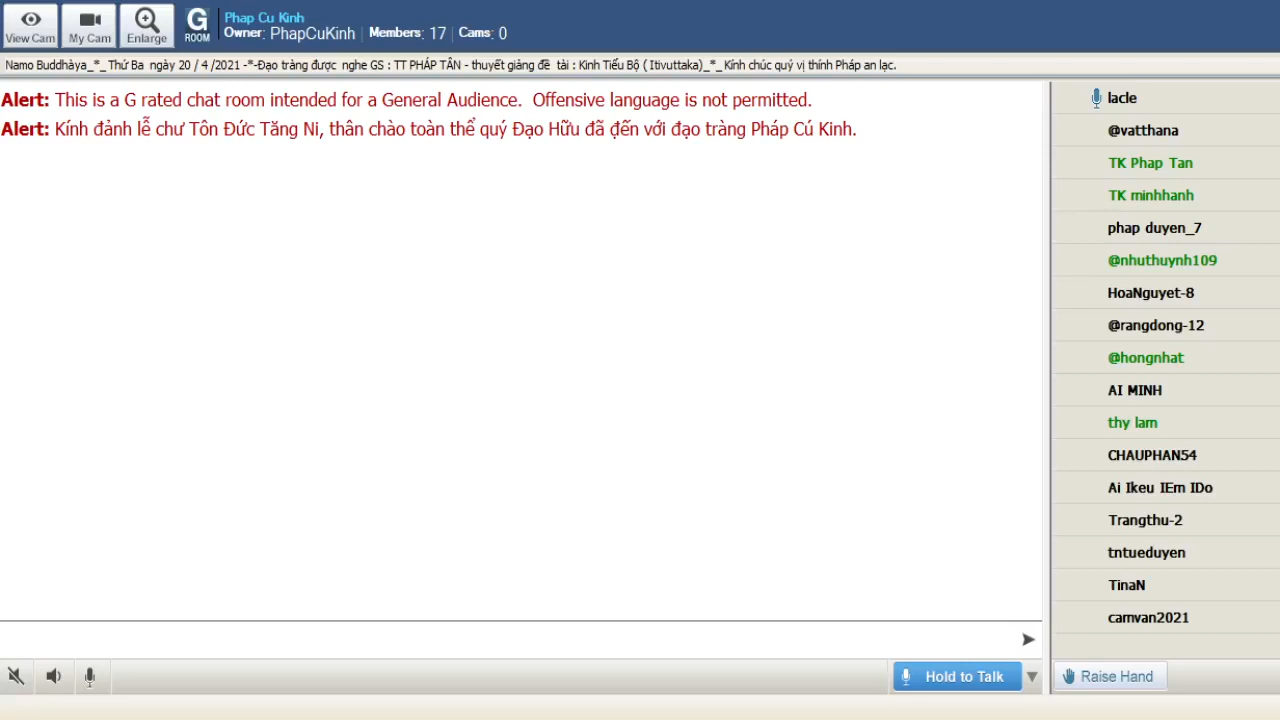 View Cam
My Cam
Enlarge
G
ROOM
Phap Cu Kinh
Owner: PhapCuKinh Members: 17 Cams: 0
Namo Buddhàya_*_ Thứ Ba ngày 20 / 4 /2021 -*-Đạo tràng được nghe GS : TT PHÁP TÂN - thuyết giảng đề tài : Kinh Tiểu Bộ ( Itivuttaka)_*_ Kính chúc quý vị thính Pháp an lạc.
Alert: This is a G rated chat room intended for a General Audience. Offensive language is not permitted.
Alert: Kính đảnh lễ chư Tôn Đức Tăng Ni, thân chào toàn thể quý Đạo Hữu đã đến với đạo tràng Pháp Cú Kinh.
lacle
@vatthana
TK Phap Tan
TK minhhanh
phap duyen_7
@nhuthuynh109
HoaNguyet-8
@rangdong-12
@hongnhat
AI MINH
thy lam
CHAUPHAN54
Ai Ikeu IEm IDo
Trangthu-2
tntueduyen
TinaN
camvan2021
Hold to Talk
Raise Hand